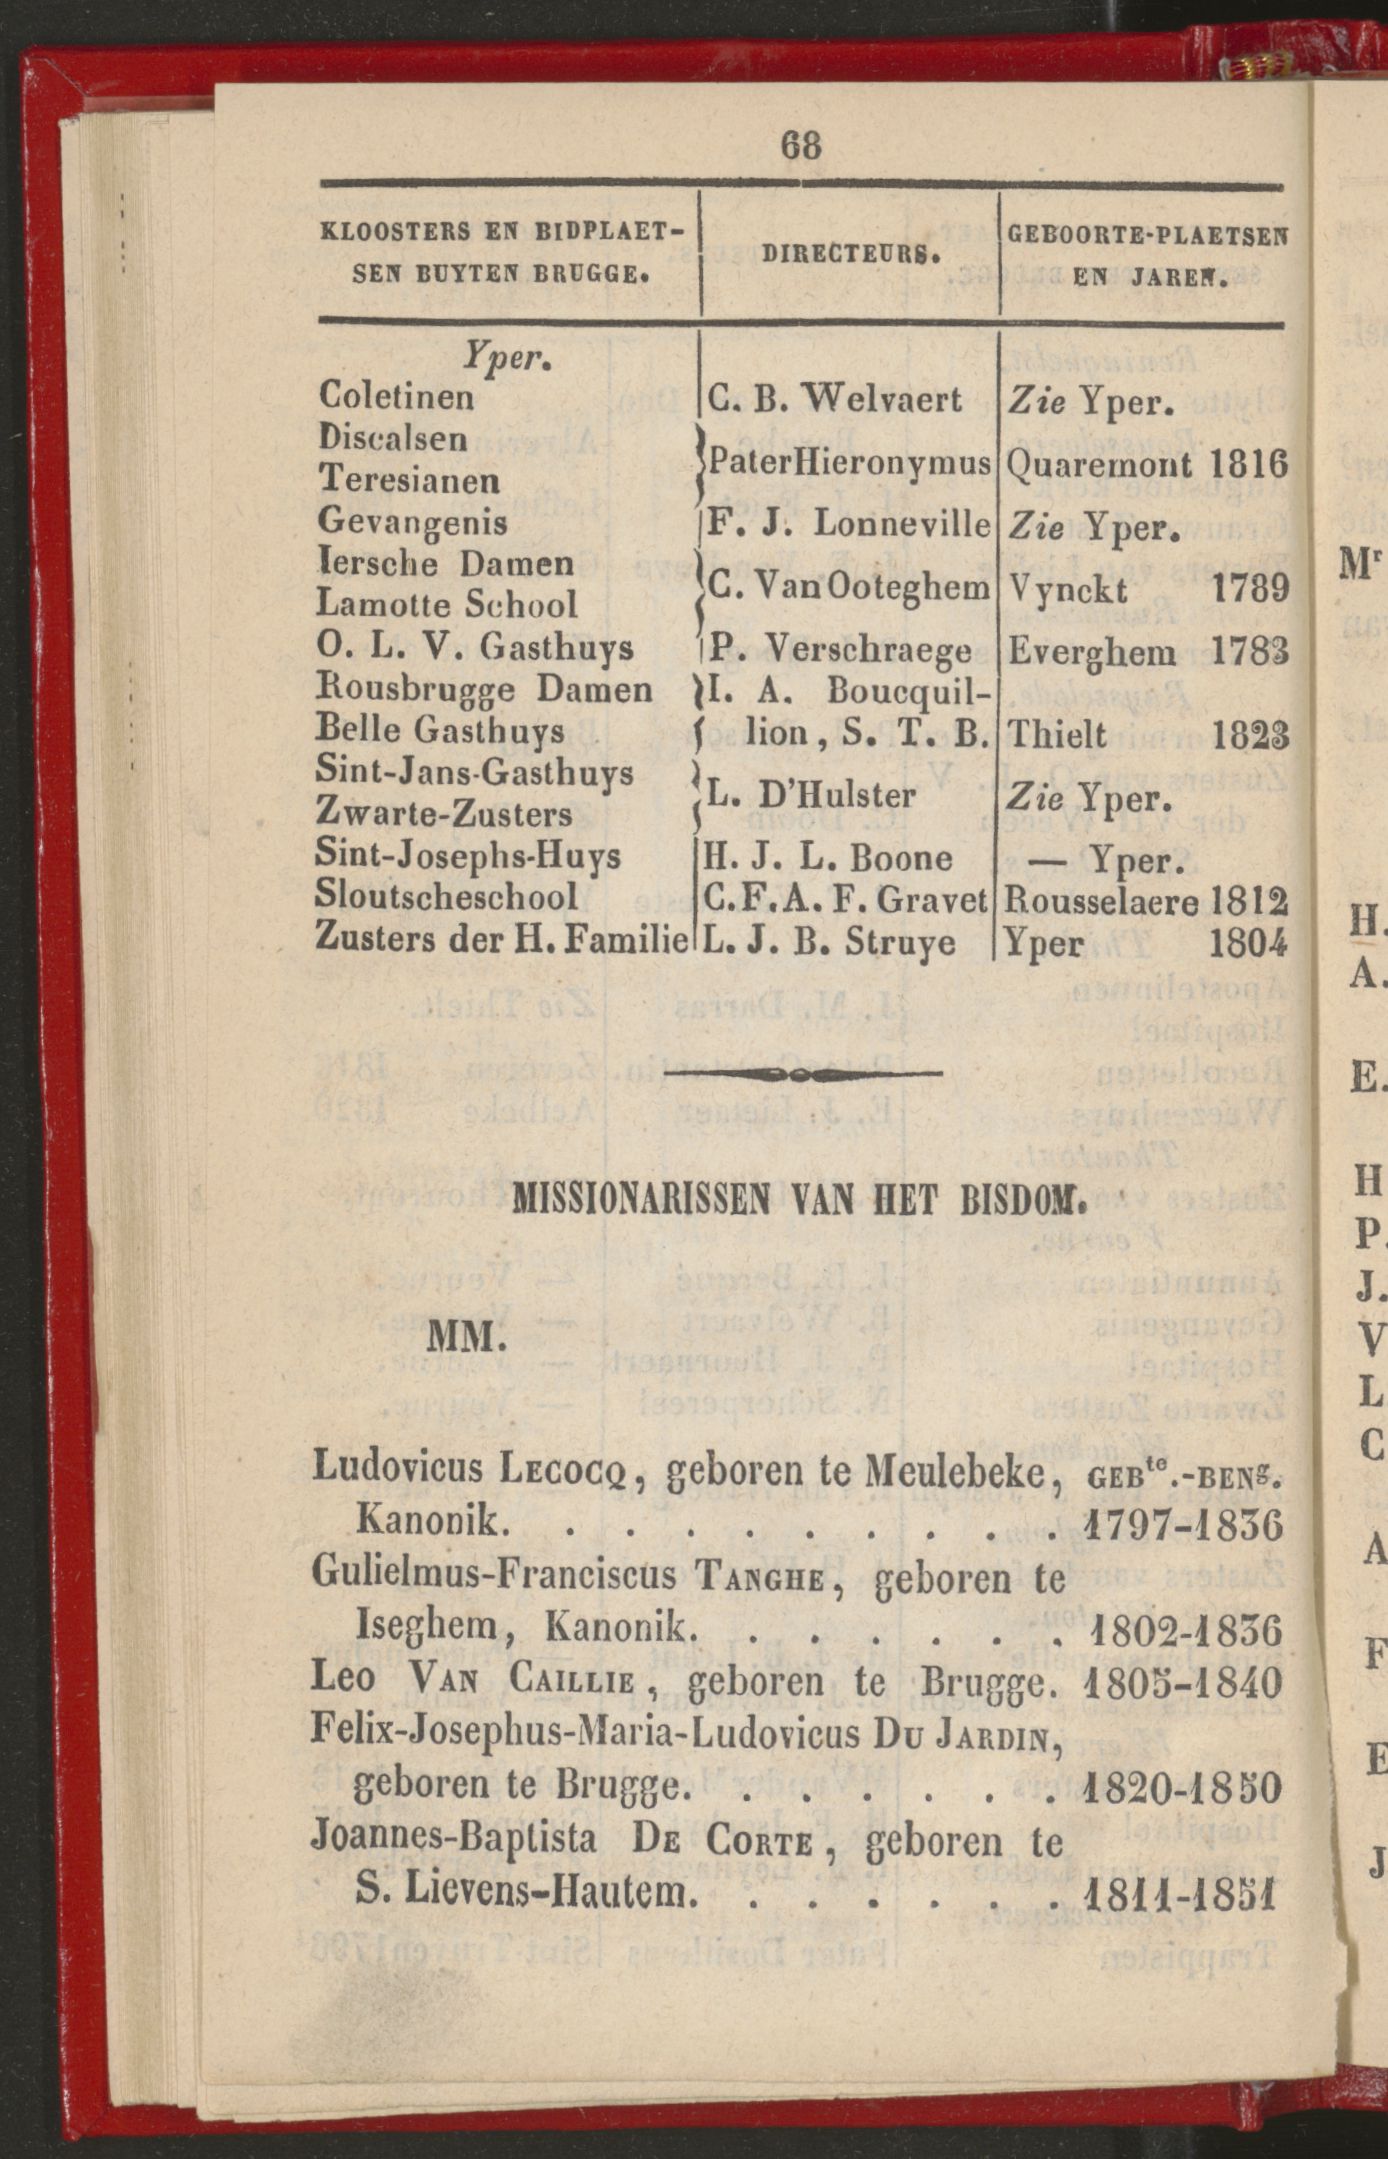 68
KLOOSTERS EN BIDPLAET-
SEN BUYTEN BRUGGE.
DIRECTEURS.
GEBOORTE-PLAETSEN
EN JAREN.
Yper.
Coletinen C. B. Welvaert Zie Yper.
Discalsen
Teresianen
} Pater Hieronymus Quaremont 1816
Gevangenis F. J. Lonneville Zie Yper.
Iersche Damen
Lamotte School
} C. Van Ooteghem Vynckt 1789
O. L. V. Gasthuys P. Verschraege Everghem 1783
Rousbrugge Damen } I. A. Boucquil-
Belle Gasthuys lion, S. T. B. Thielt 1823
Sint-Jans-Gasthuys
Zwarte-Zusters
} L. D'Hulster Zie Yper.
Sint-Josephs-Huys H. J. L. Boone — Yper.
Sloutscheschool C. F. A. F. Gravet Rousselaere 1812
Zusters der H. Familie L. J. B. Struye Yper 1804
MISSIONARISSEN VAN HET BISDOM.
MM.
Ludovicus LECOCQ, geboren te Meulebeke, GEBte.-BENg.
Kanonik. . . . . . . . . . 1797-1836
Gulielmus-Franciscus TANGHE, geboren te
Iseghem, Kanonik. . . . . . . 1802-1836
Leo VAN CAILLIE, geboren te Brugge. 1805-1840
Felix-Josephus-Maria-Ludovicus DU JARDIN,
geboren te Brugge. . . . . . . 1820-1850
Joannes-Baptista DE CORTE, geboren te
S. Lievens-Hautem. . . . . . . 1811-1851
Mr
H.
A.
E.
H
P.
J.
V
L
C
A
F
E
J